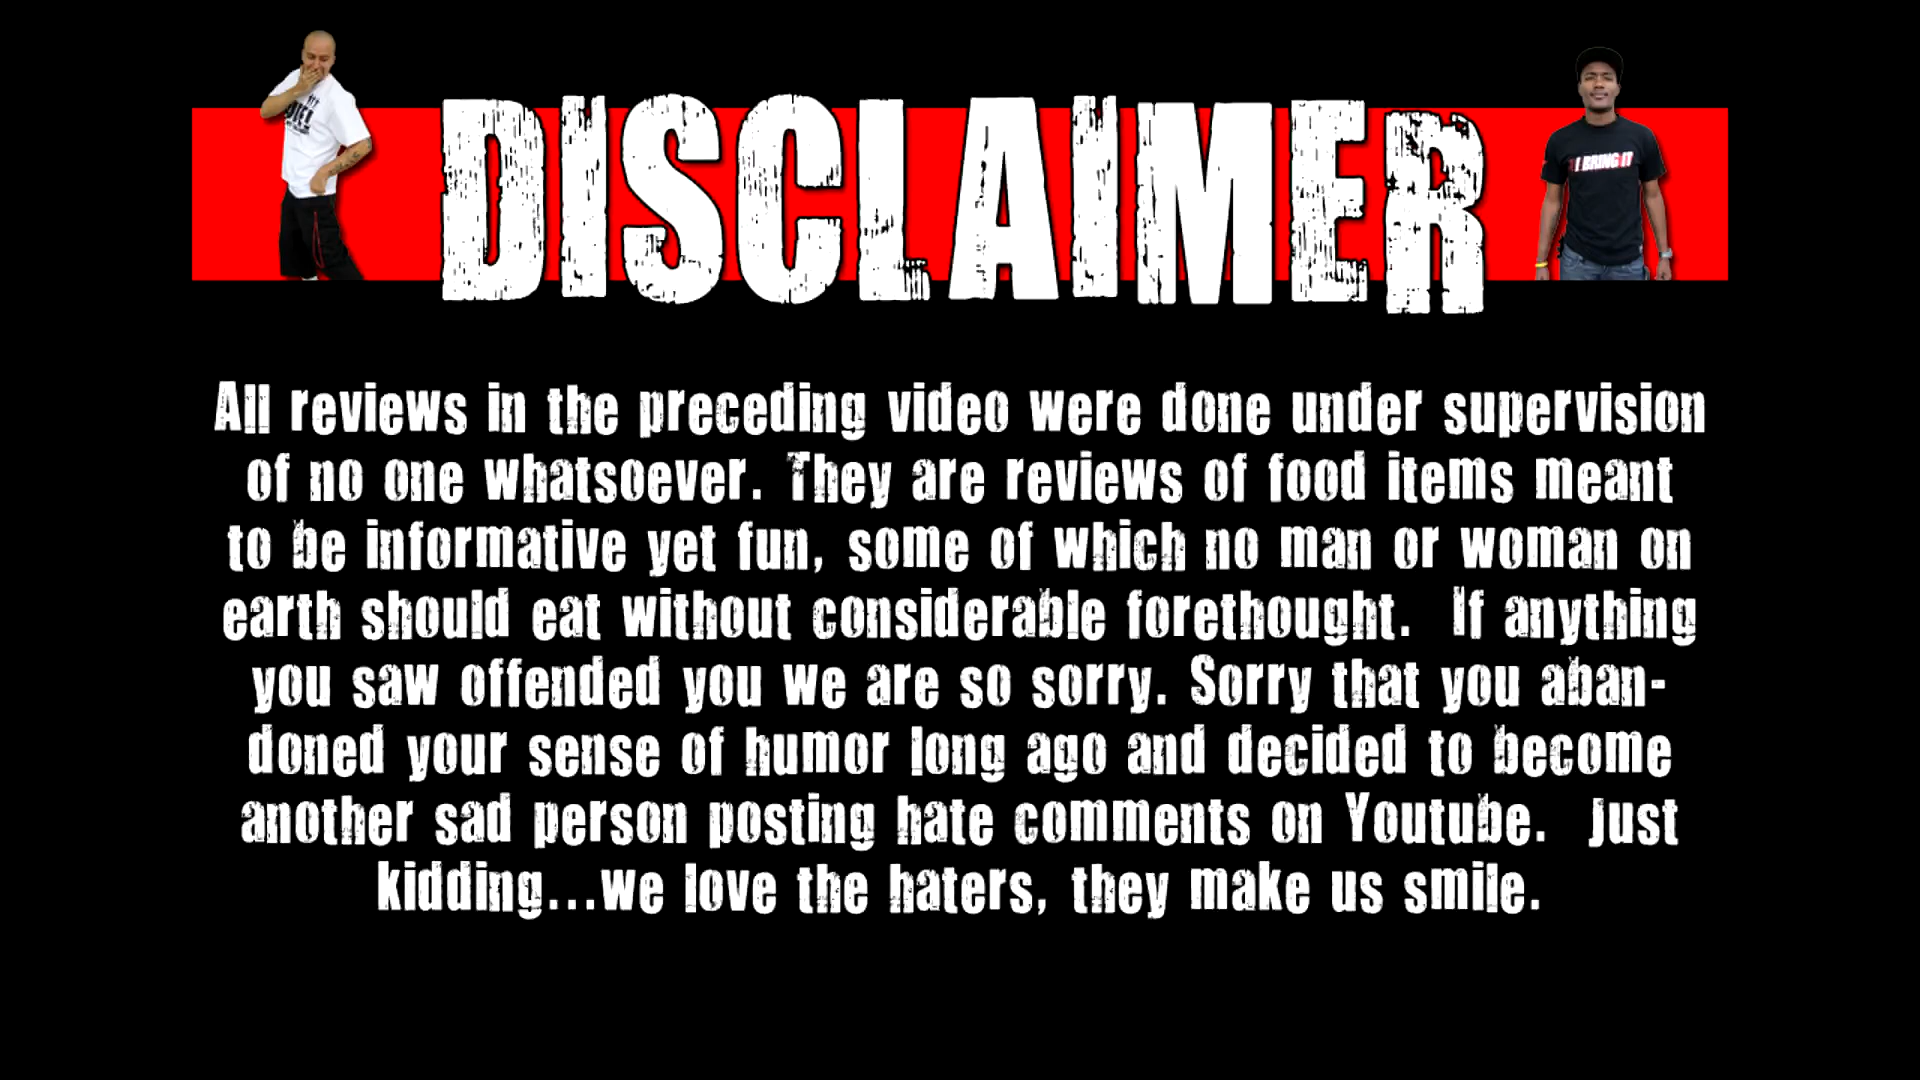 DISCLAIMER
DIET
I BRING IT
All reviews in the preceding video were done under supervision
of no one whatsoever. They are reviews of food items meant
to be informative yet fun, some of which no man or woman on
earth should eat without considerable forethought.  If anything
you saw offended you we are so sorry. Sorry that you aban-
doned your sense of humor long ago and decided to become
another sad person posting hate comments on Youtube.  Just
kidding...we love the haters, they make us smile.